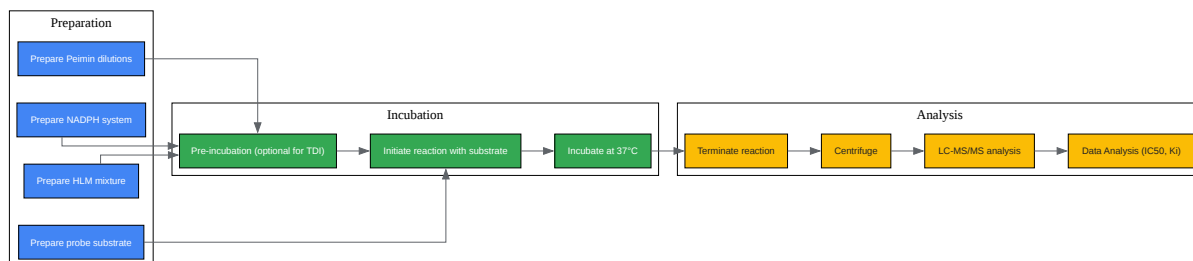 Preparation
Prepare Peimin dilutions
Prepare NADPH system
Prepare HLM mixture
Prepare probe substrate
Incubation
Pre-incubation (optional for TDI)
Initiate reaction with substrate
Incubate at 37°C
Analysis
Terminate reaction
Centrifuge
LC-MS/MS analysis
Data Analysis (IC50, Ki)